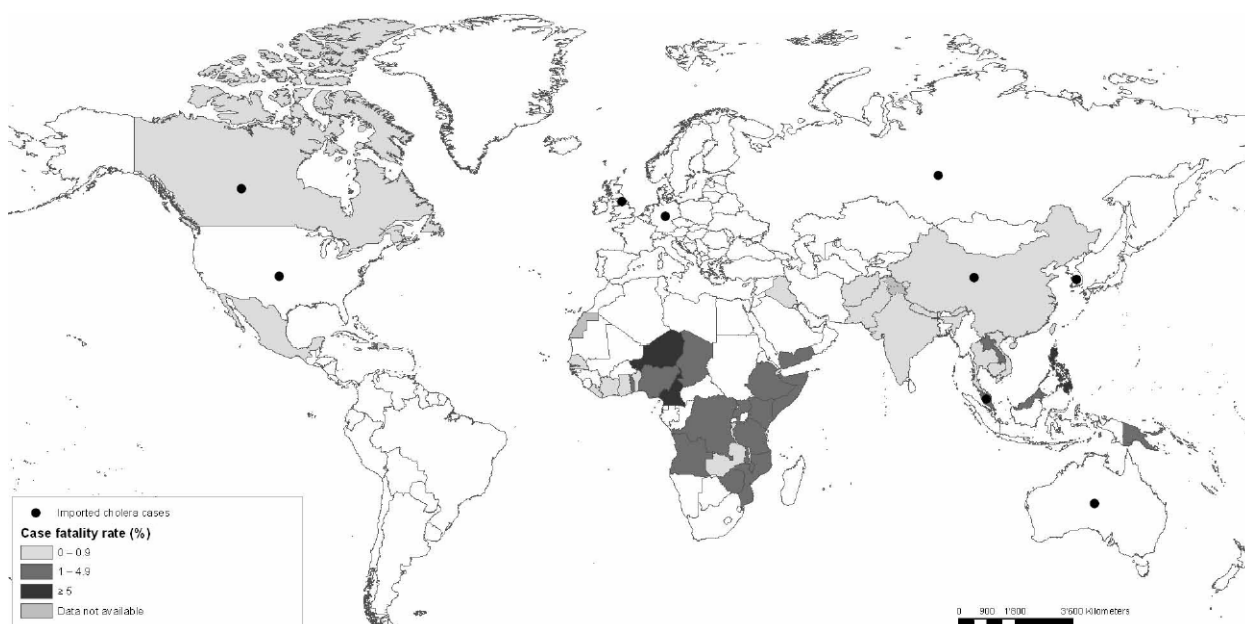 Imported cholera cases
Case fatality rate (%)
0 – 0.9
1 – 4.9
≥ 5
Data not available
0 900 1'800 3'600 Kilometers